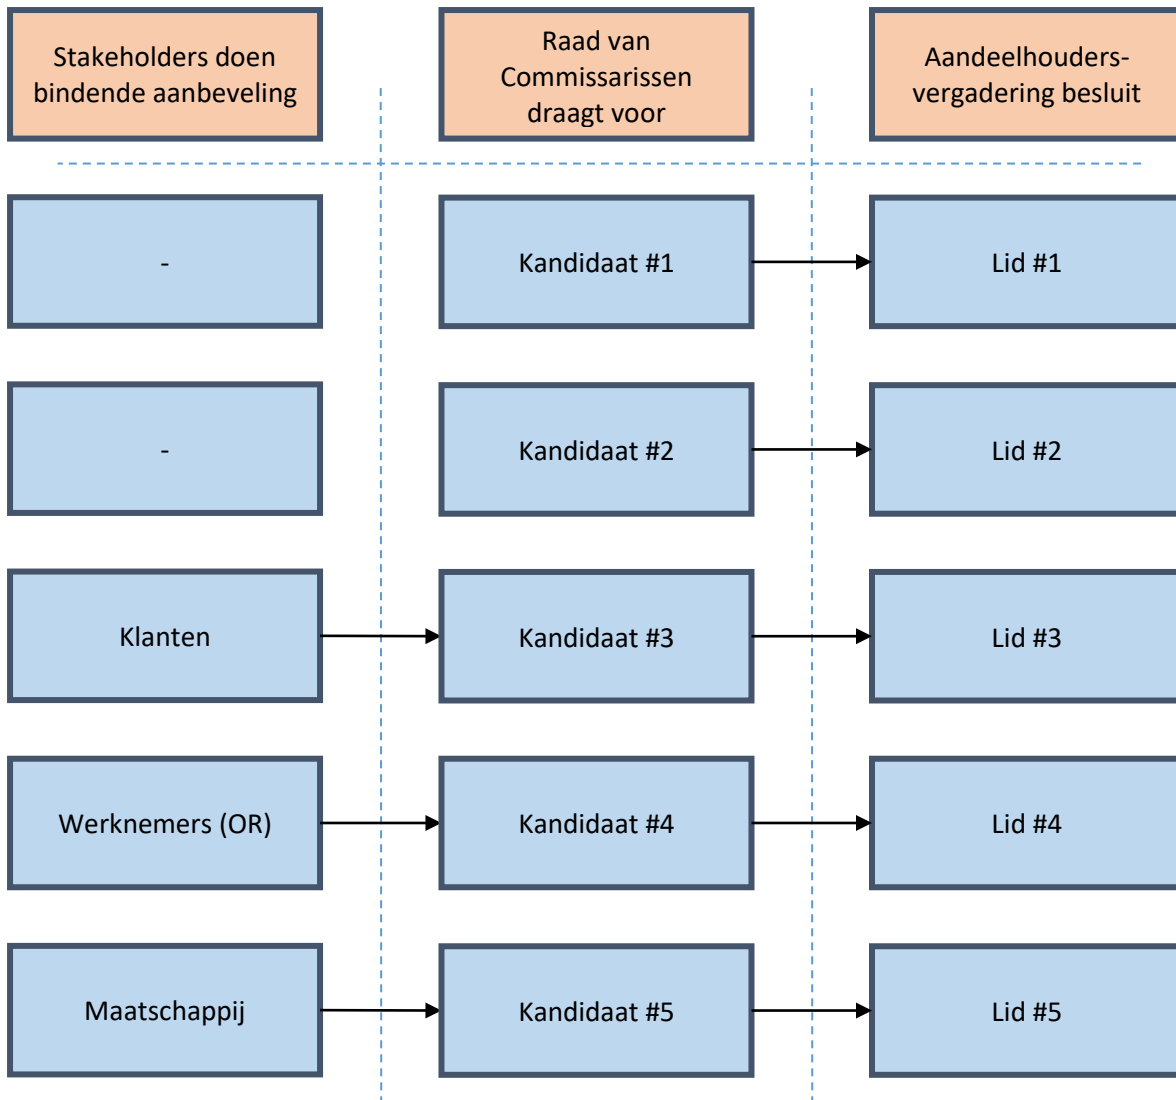 Stakeholders doen
bindende aanbeveling
Raad van
Commissarissen
draagt voor
Aandeelhouders-
vergadering besluit
-
Kandidaat #1
Lid #1
-
Kandidaat #2
Lid #2
Klanten
Kandidaat #3
Lid #3
Werknemers (OR)
Kandidaat #4
Lid #4
Maatschappij
Kandidaat #5
Lid #5